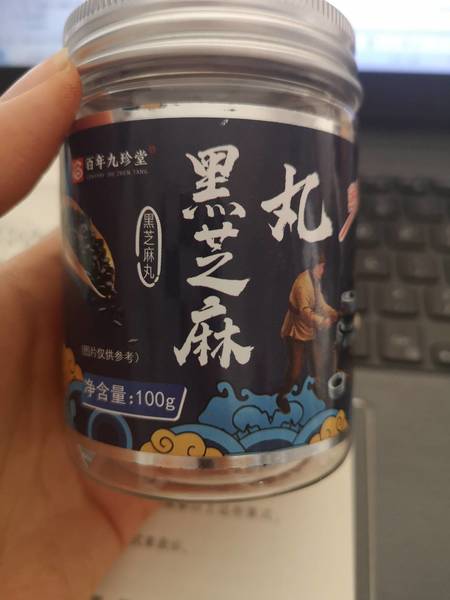 百年九珍堂
黑芝麻丸
黑芝麻丸
(图片仅供参考)
净含量:100g